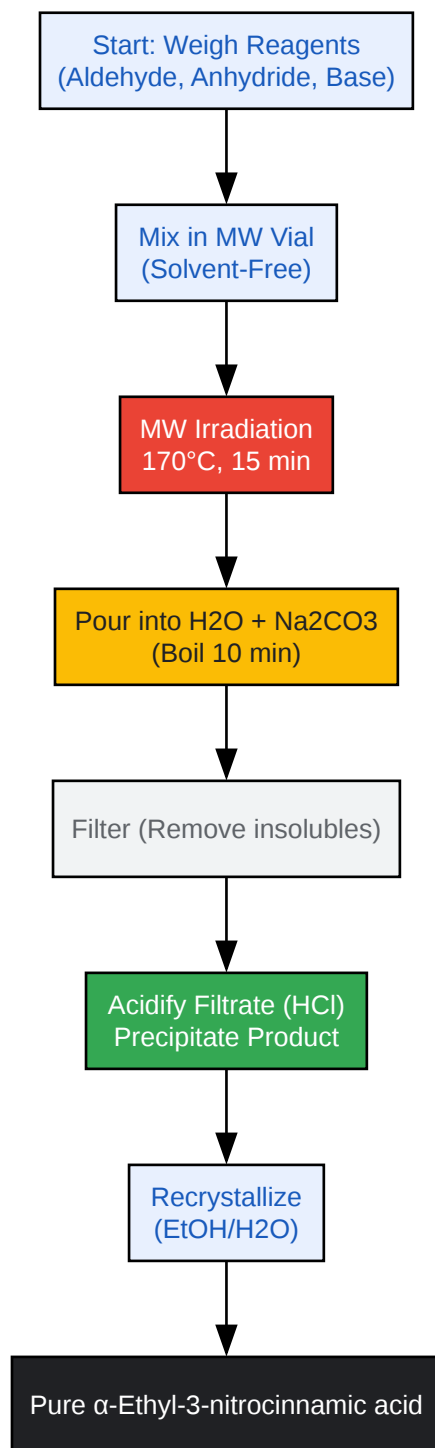 Start: Weigh Reagents
(Aldehyde, Anhydride, Base)
Mix in MW Vial
(Solvent-Free)
MW Irradiation
170°C, 15 min
Pour into H2O + Na2CO3
(Boil 10 min)
Filter (Remove insolubles)
Acidify Filtrate (HCl)
Precipitate Product
Recrystallize
(EtOH/H2O)
Pure α-Ethyl-3-nitrocinnamic acid